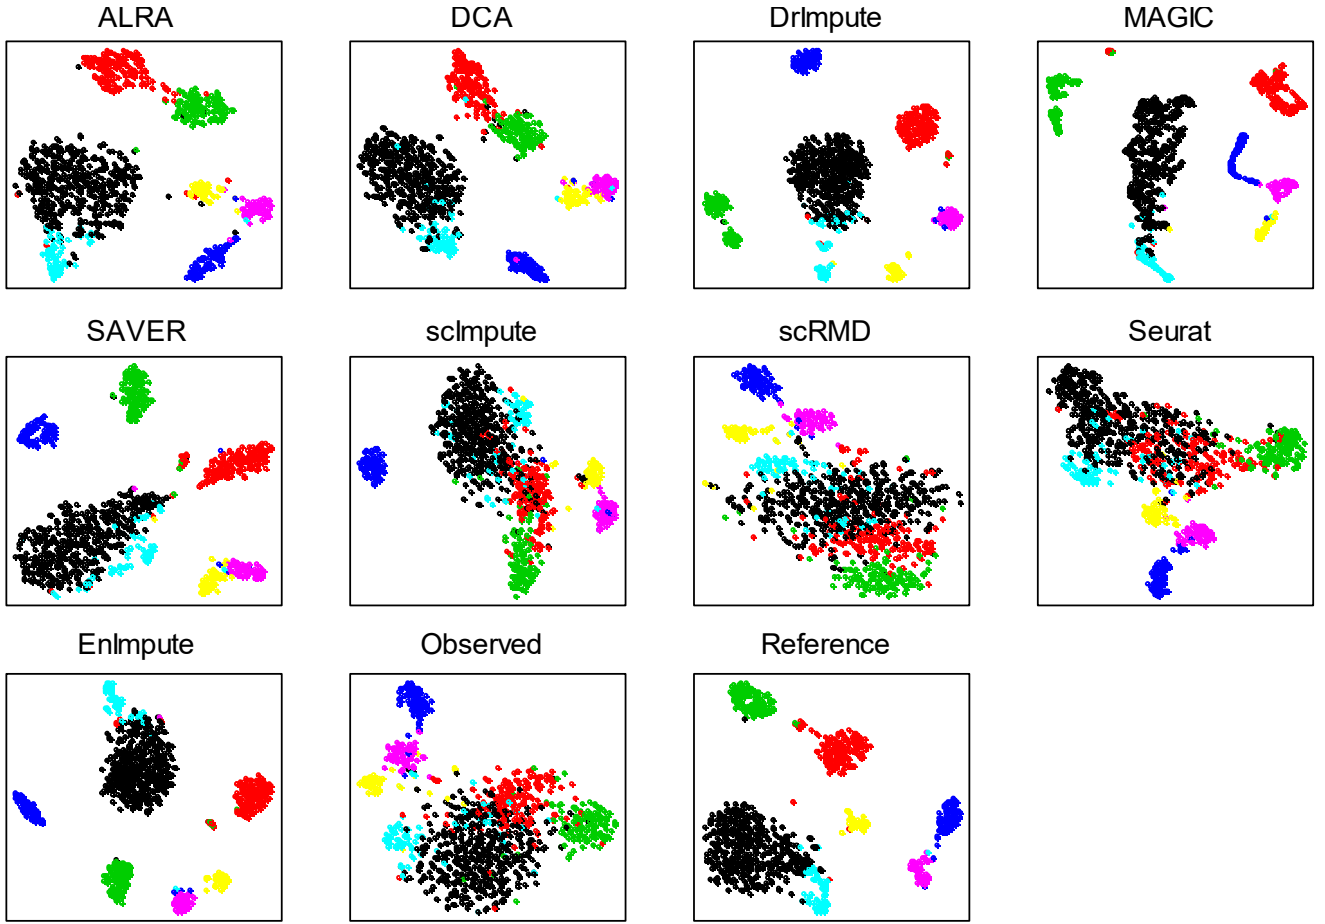 ALRA
DCA
DrImpute
MAGIC
SAVER
scImpute
scRMD
Seurat
EnImpute
Observed
Reference